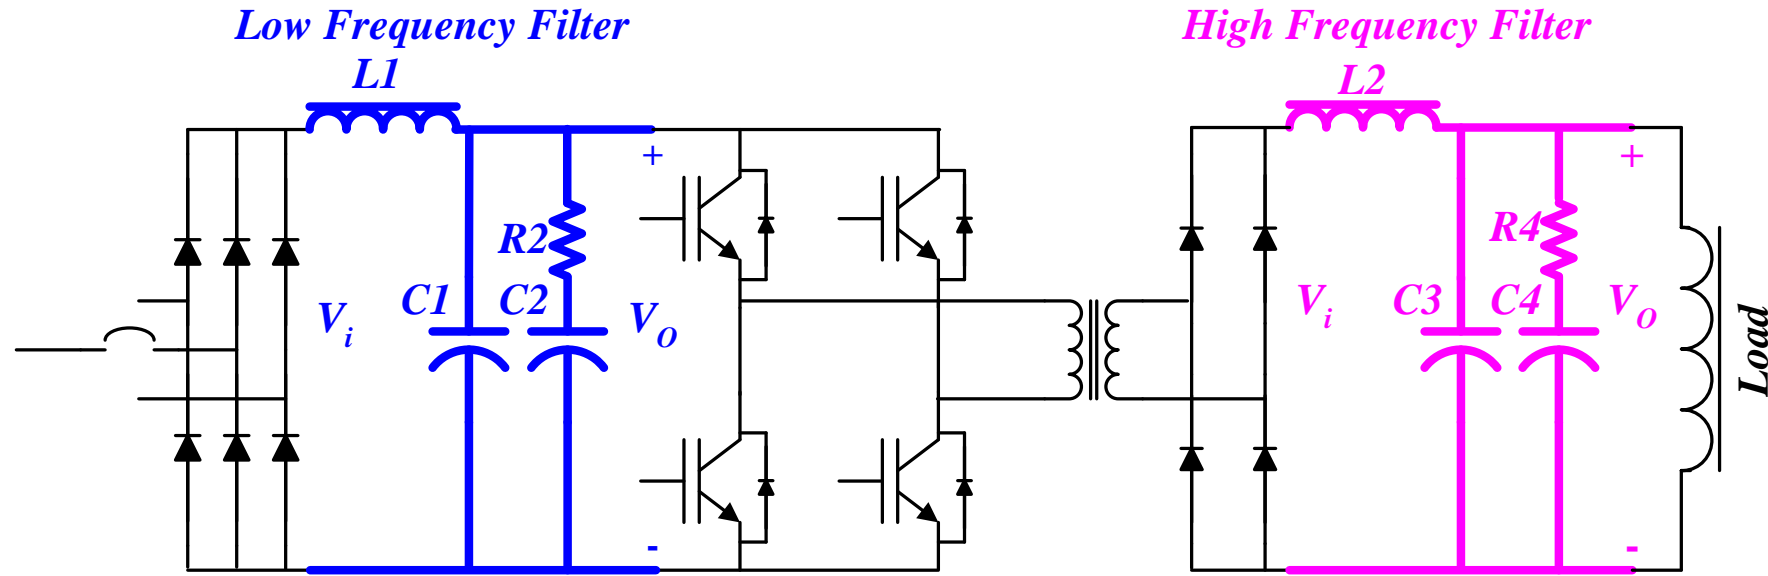 Low Frequency Filter
L1
+
R2
C1
C2
Vi
VO
-
High Frequency Filter
L2
+
R4
C3
C4
Vi
VO
-
Load